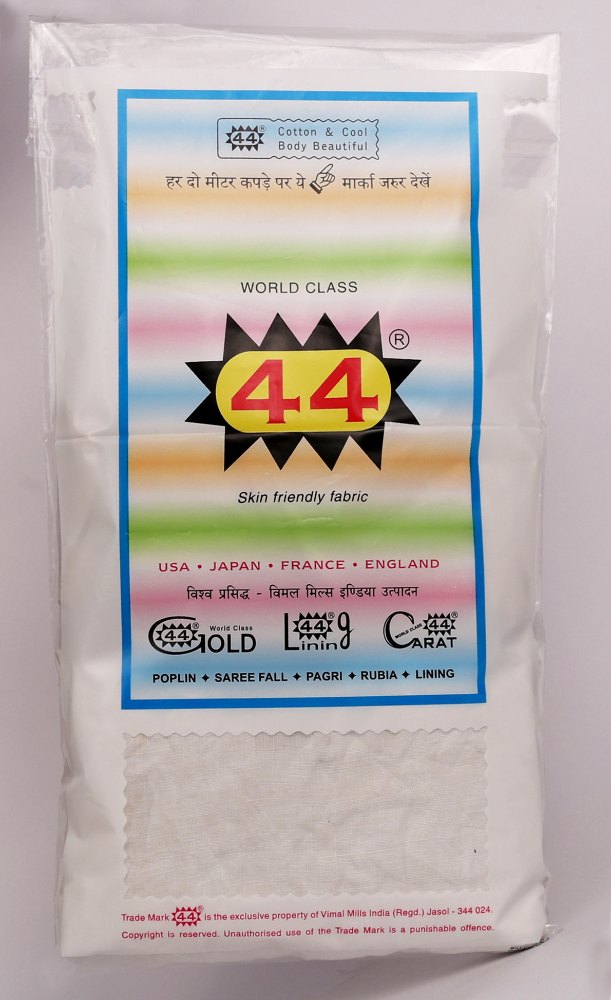 44® Cotton & Cool
Body Beautiful
हर दो मीटर कपड़े पर ये मार्का जरुर देखें
WORLD CLASS
44®
Skin friendly fabric
USA • JAPAN • FRANCE • ENGLAND
विश्व प्रसिद्ध - विमल मिल्स इण्डिया उत्पादन
44® World Class GOLD
44® Lining
WORLD CLASS 44® CARAT
POPLIN ✦ SAREE FALL ✦ PAGRI ✦ RUBIA ✦ LINING
Trade Mark 44® is the exclusive property of Vimal Mills India (Regd.) Jasol - 344 024.
Copyright is reserved. Unauthorised use of the Trade Mark is a punishable offence.